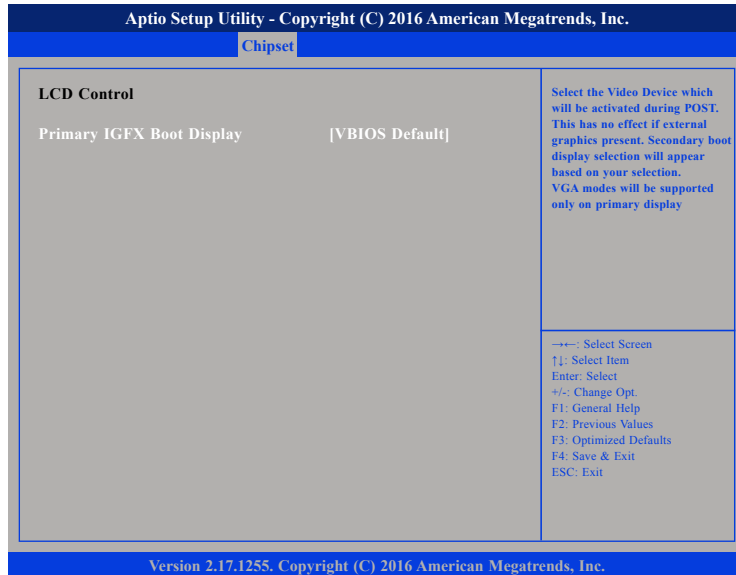 Aptio Setup Utility - Copyright (C) 2016 American Megatrends, Inc.
Chipset
LCD Control
Primary IGFX Boot Display [VBIOS Default]
Select the Video Device which
will be activated during POST.
This has no effect if external
graphics present. Secondary boot
display selection will appear
based on your selection.
VGA modes will be supported
only on primary display
→←: Select Screen
↑↓: Select Item
Enter: Select
+/-: Change Opt.
F1: General Help
F2: Previous Values
F3: Optimized Defaults
F4: Save & Exit
ESC: Exit
Version 2.17.1255. Copyright (C) 2016 American Megatrends, Inc.